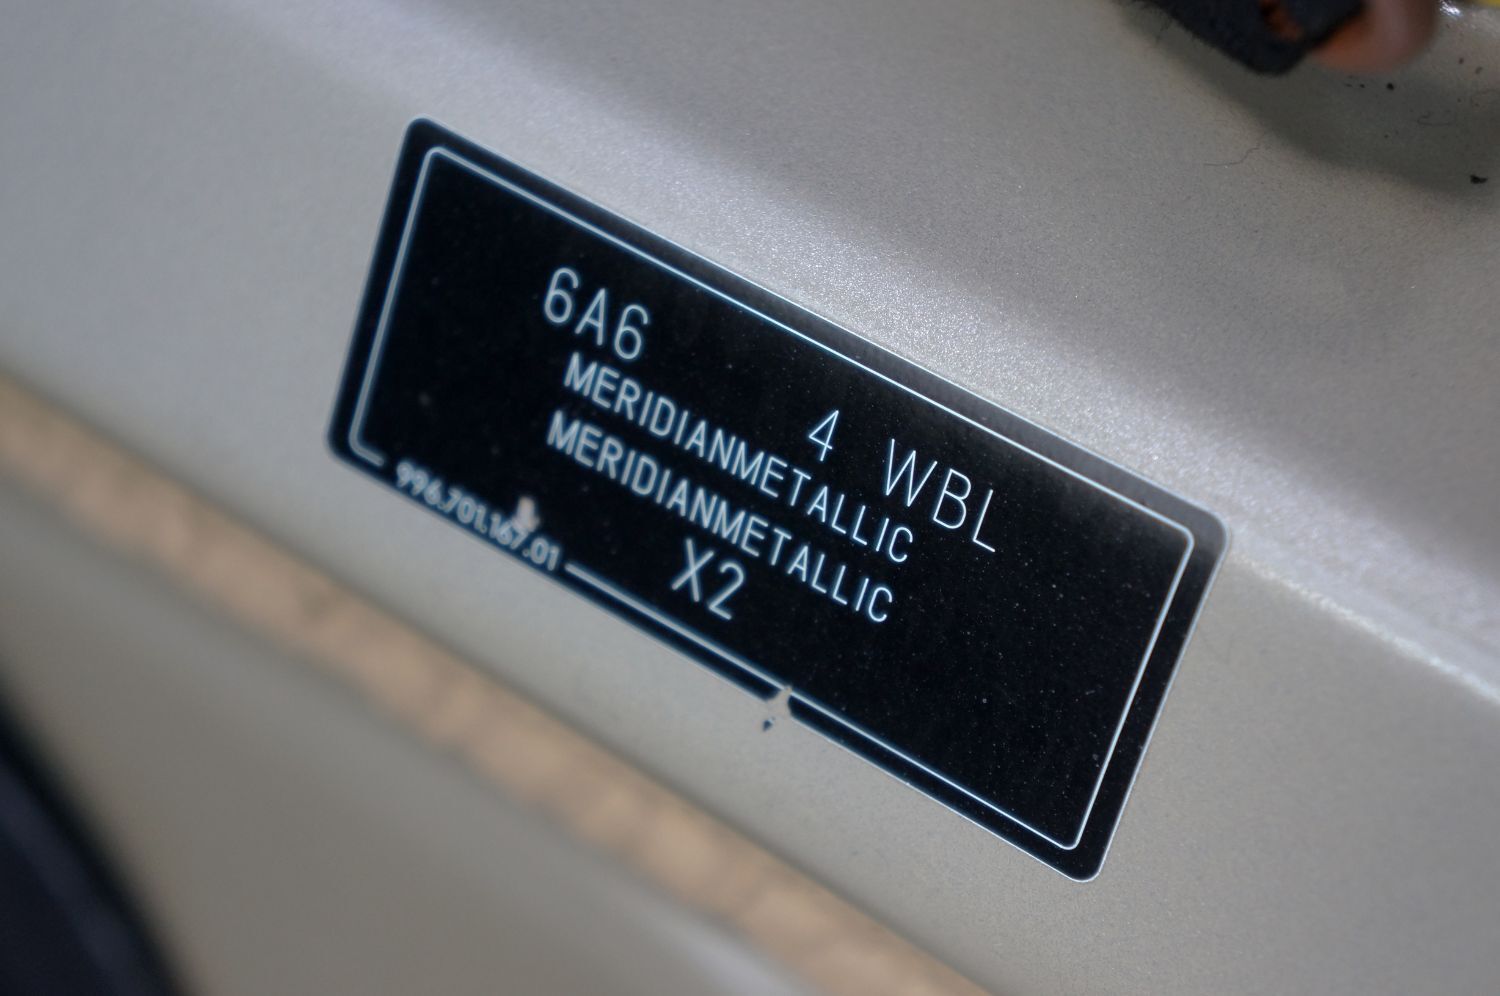 6A6 4 WBL
MERIDIANMETALLIC
MERIDIANMETALLIC
X2
996.701.167.01